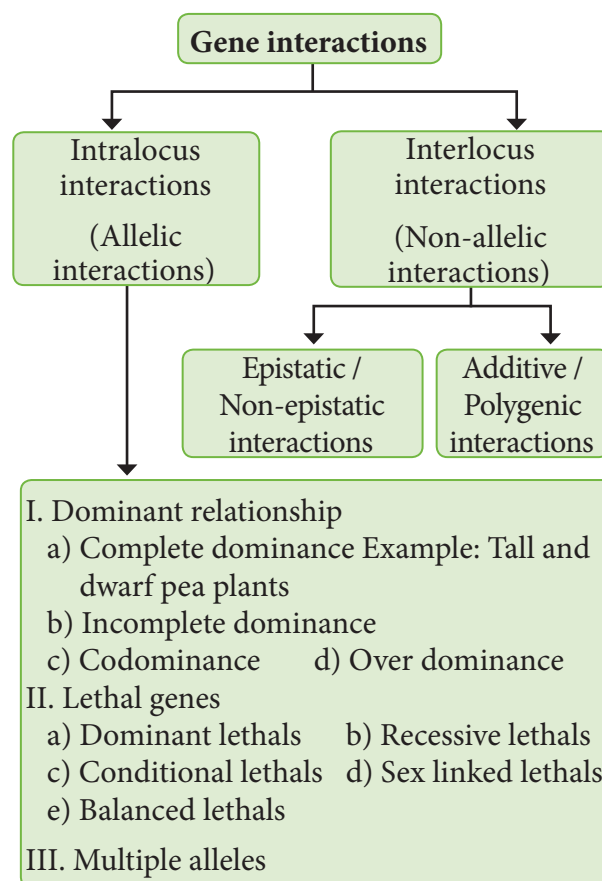 Gene interactions
Intralocus
interactions
(Allelic
interactions)
Interlocus
interactions
(Non-allelic
interactions)
Epistatic /
Non-epistatic
interactions
Additive /
Polygenic
interactions
I. Dominant relationship
a) Complete dominance Example: Tall and
dwarf pea plants
b) Incomplete dominance
c) Codominance d) Over dominance
II. Lethal genes
a) Dominant lethals b) Recessive lethals
c) Conditional lethals d) Sex linked lethals
e) Balanced lethals
III. Multiple alleles